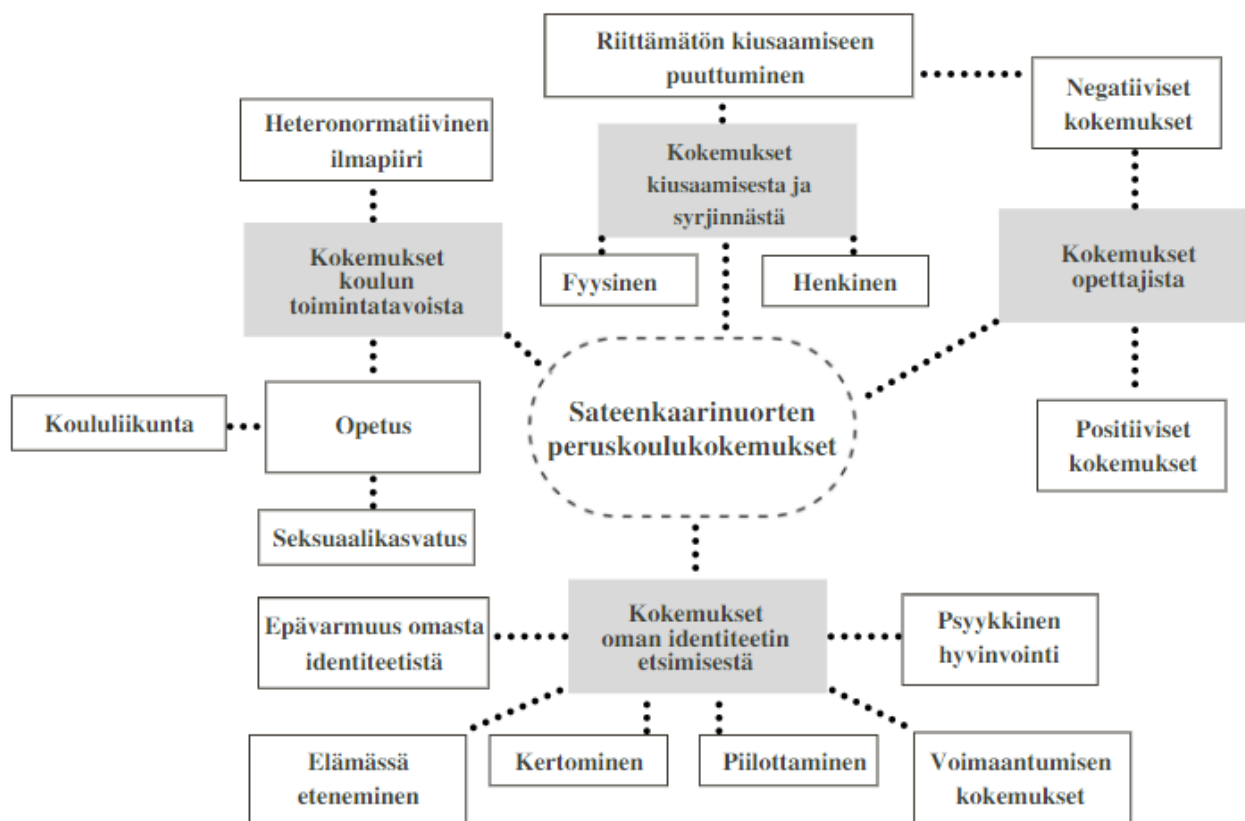 Riittämätön kiusaamiseen
puuttuminen
Negatiiviset
kokemukset
Heteronormatiivinen
ilmapiiri
Kokemukset
kiusaamisesta ja
syrjinnästä
Kokemukset
koulun
toimintatavoista
Fyysinen
Henkinen
Kokemukset
opettajista
Koululiikunta
Opetus
Sateenkaarinuorten
peruskoulukokemukset
Positiiviset
kokemukset
Seksuaalikasvatus
Epävarmuus omasta
identiteetistä
Kokemukset
oman identiteetin
etsimisestä
Psyykkinen
hyvinvointi
Elämässä
eteneminen
Kertominen
Piilottaminen
Voimaantumisen
kokemukset